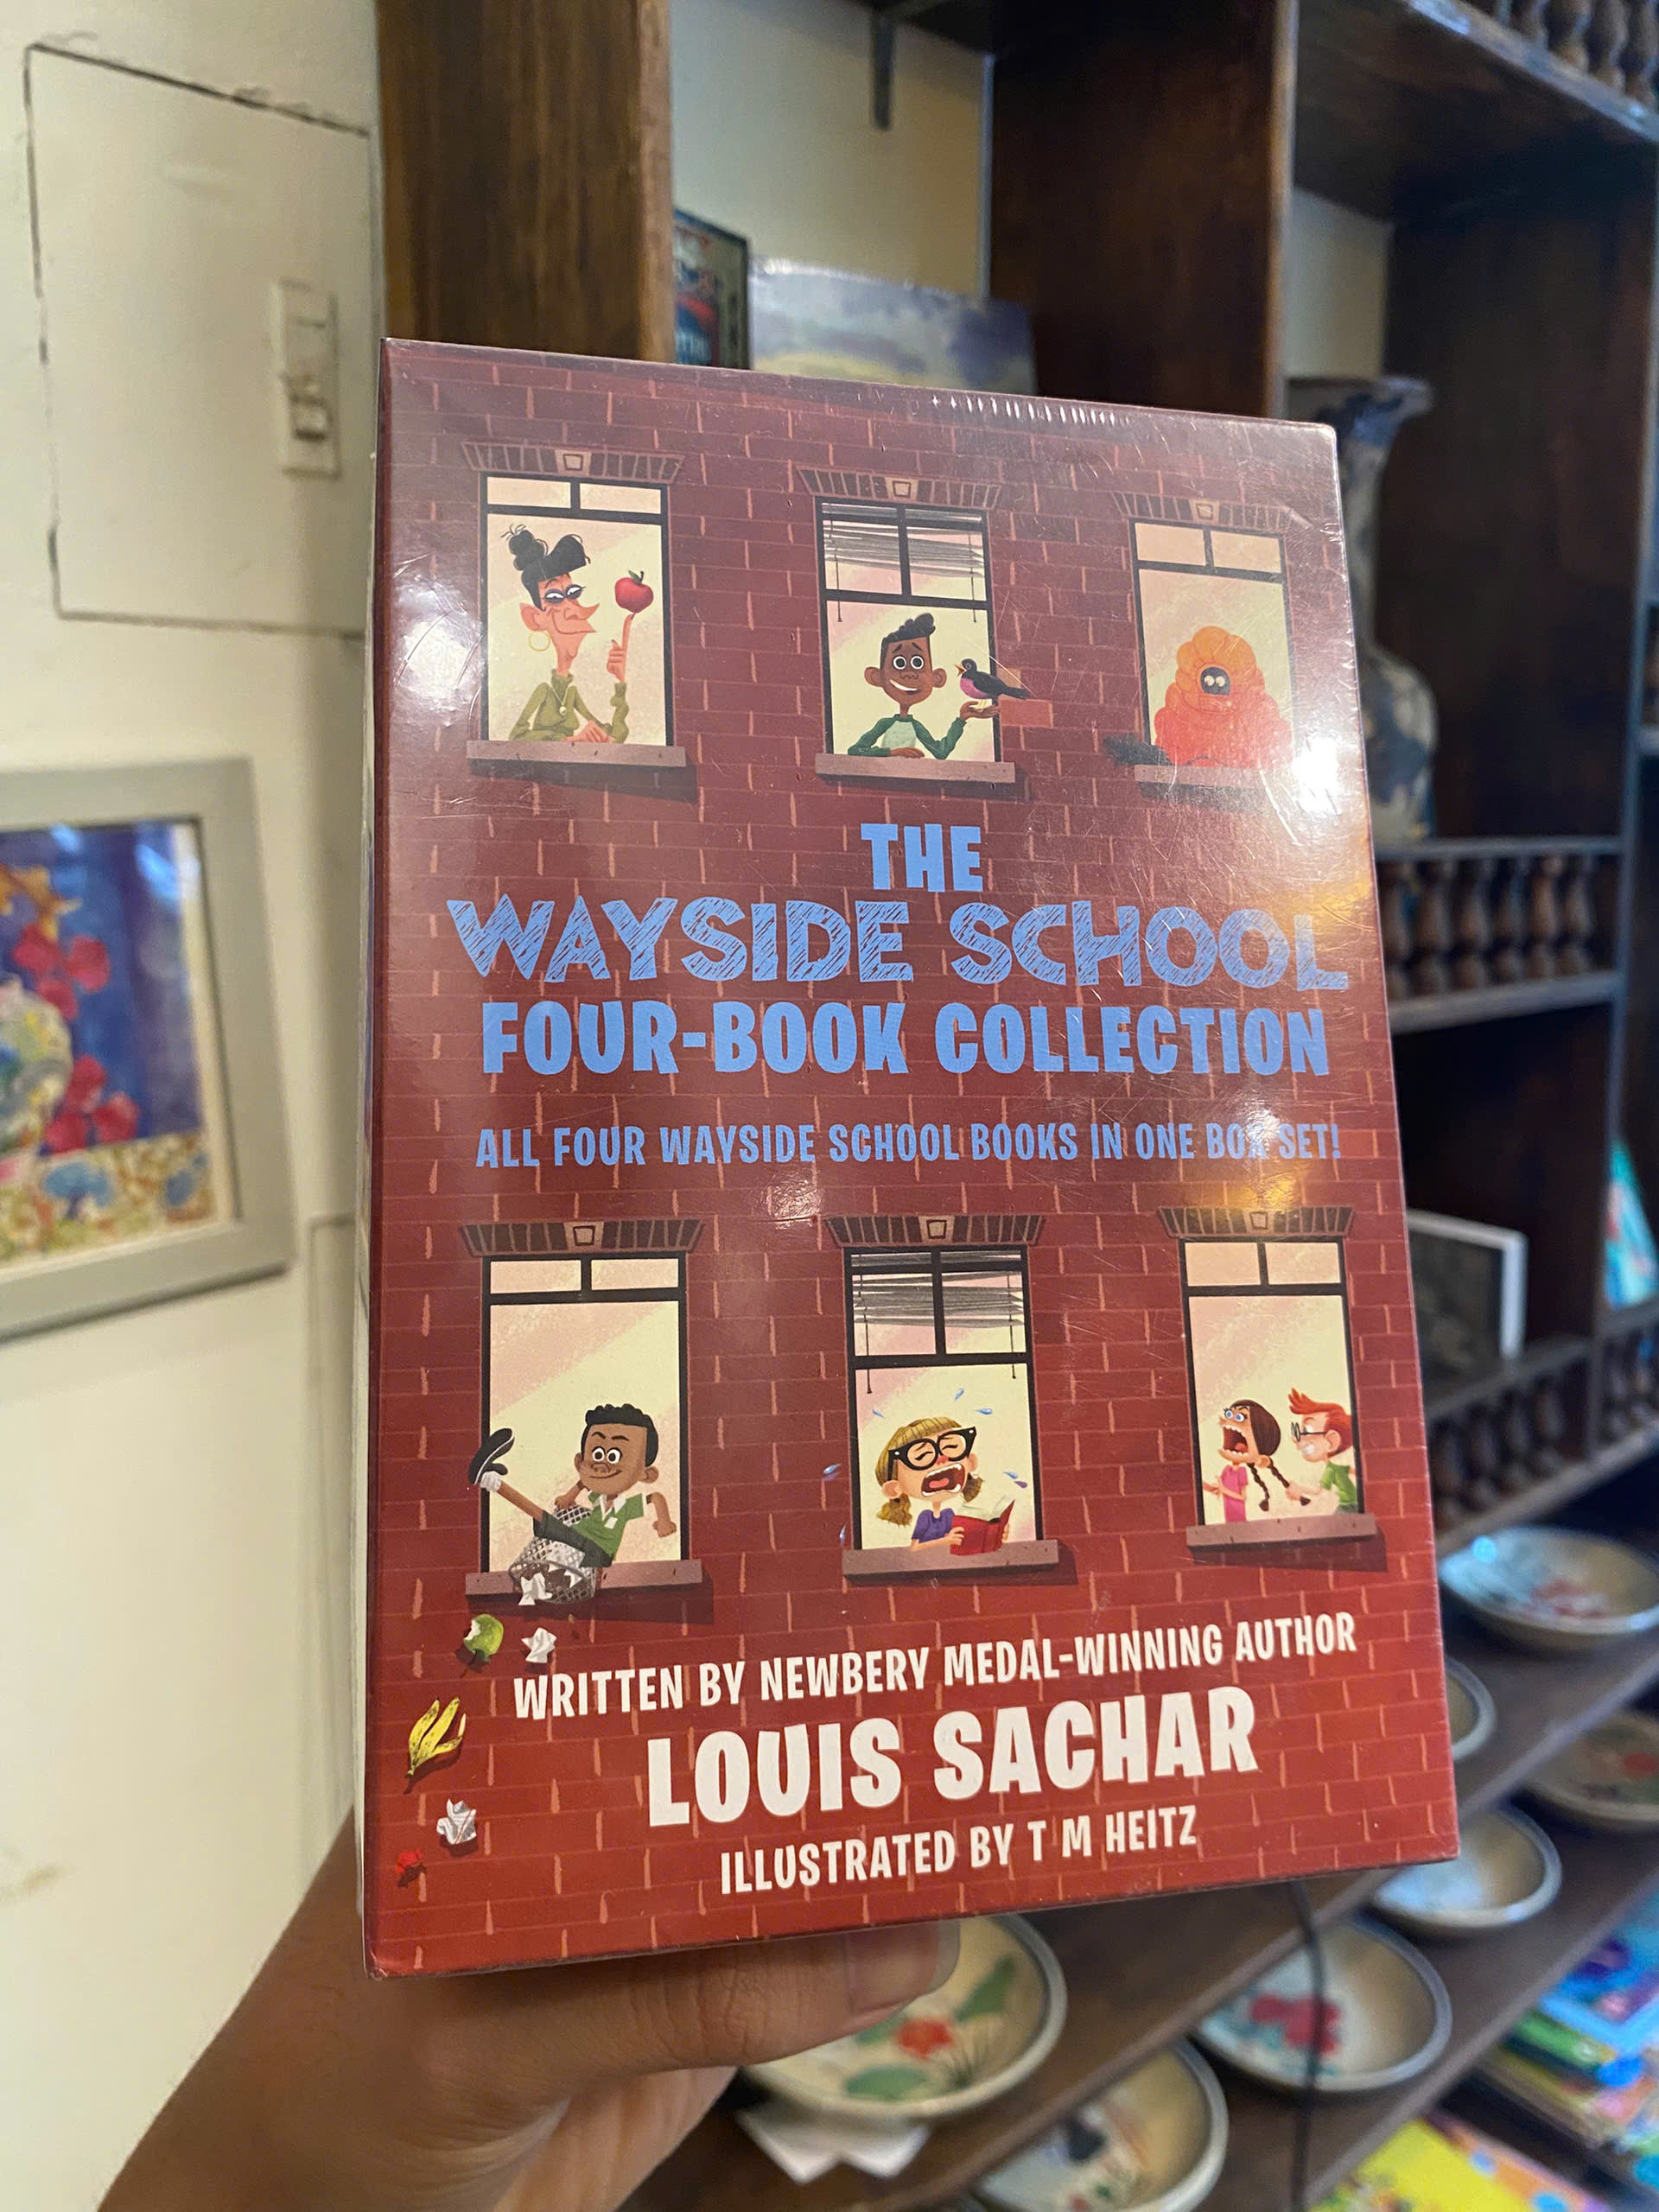 THE
WAYSIDE SCHOOL
FOUR-BOOK COLLECTION
ALL FOUR WAYSIDE SCHOOL BOOKS IN ONE BOX SET!
WRITTEN BY NEWBERY MEDAL-WINNING AUTHOR
LOUIS SACHAR
ILLUSTRATED BY T M HEITZ